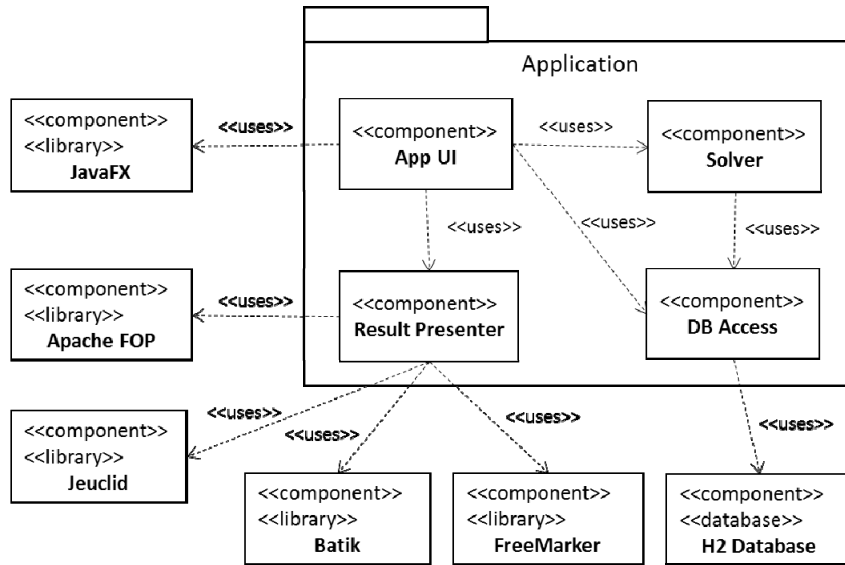 Application
<<component>>
<<library>>
JavaFX
<<uses>>
<<component>>
App UI
<<uses>>
<<component>>
Solver
<<uses>>
<<uses>>
<<uses>>
<<component>>
<<library>>
Apache FOP
<<uses>>
<<component>>
Result Presenter
<<component>>
DB Access
<<component>>
<<library>>
Jeuclid
<<uses>>
<<uses>>
<<uses>>
<<uses>>
<<component>>
<<library>>
Batik
<<component>>
<<library>>
FreeMarker
<<component>>
<<database>>
H2 Database